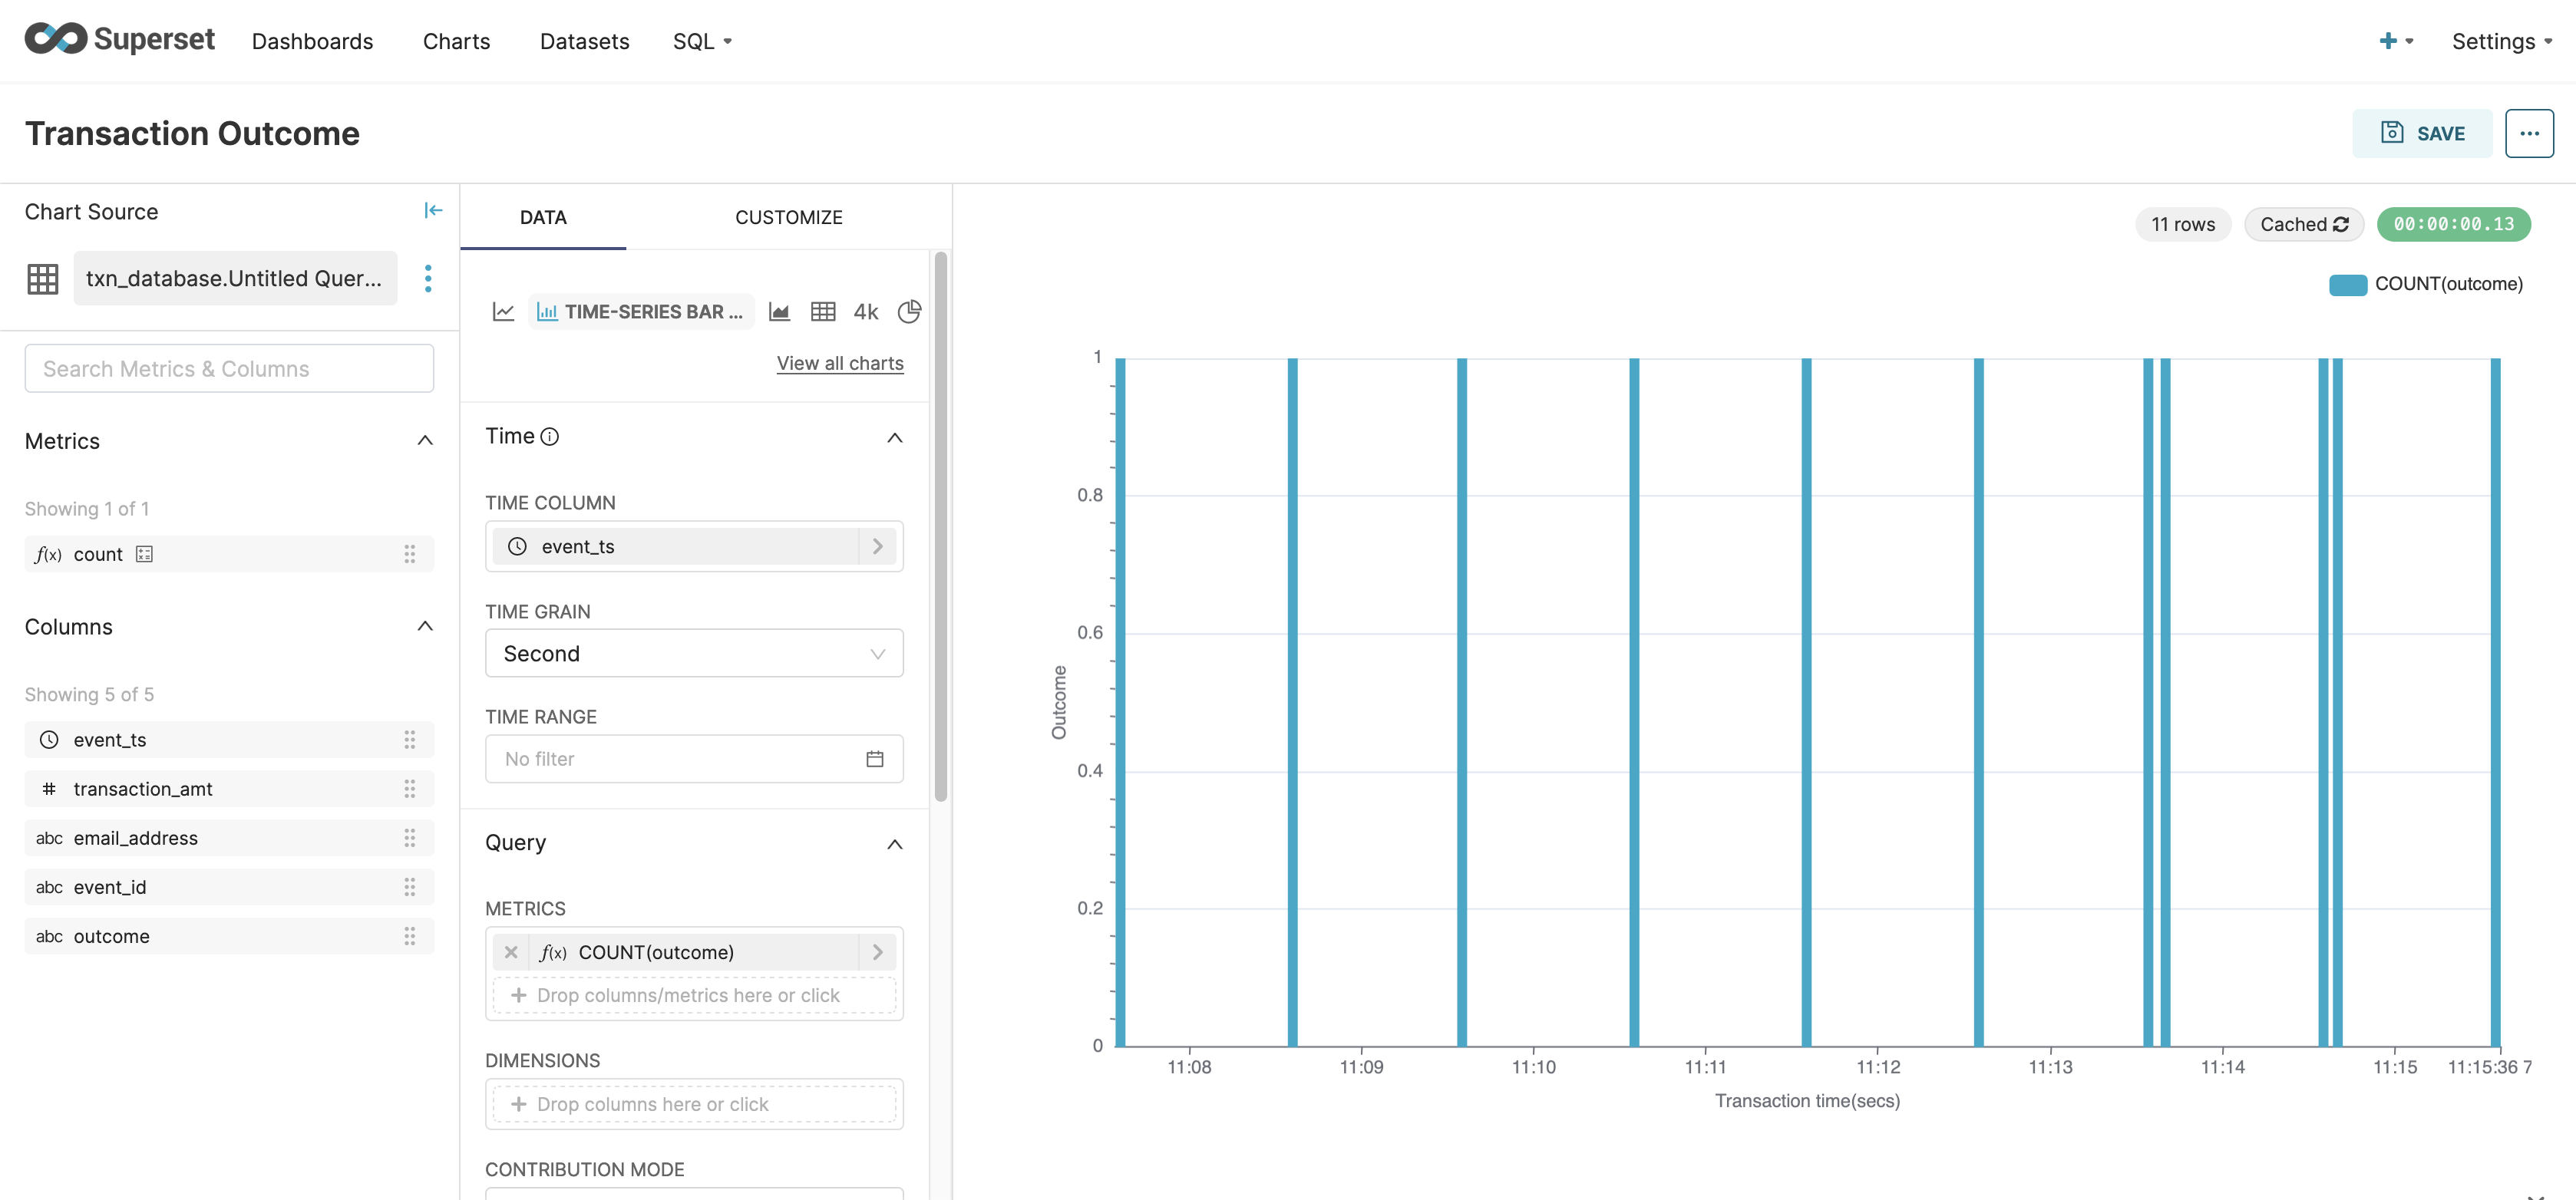 Superset
Dashboards
Charts
Datasets
SQL
Settings
Transaction Outcome
SAVE
Chart Source
txn_database.Untitled Quer...
Search Metrics & Columns
Metrics
Showing 1 of 1
f(x) count
Columns
Showing 5 of 5
event_ts
# transaction_amt
abc email_address
abc event_id
abc outcome
DATA
CUSTOMIZE
TIME-SERIES BAR ...
4k
View all charts
Time
TIME COLUMN
event_ts
TIME GRAIN
Second
TIME RANGE
No filter
Query
METRICS
f(x) COUNT(outcome)
Drop columns/metrics here or click
DIMENSIONS
Drop columns here or click
CONTRIBUTION MODE
11 rows
Cached
00:00:00.13
COUNT(outcome)
1
0.8
0.6
0.4
0.2
0
Outcome
11:08
11:09
11:10
11:11
11:12
11:13
11:14
11:15
11:15:36 7
Transaction time(secs)